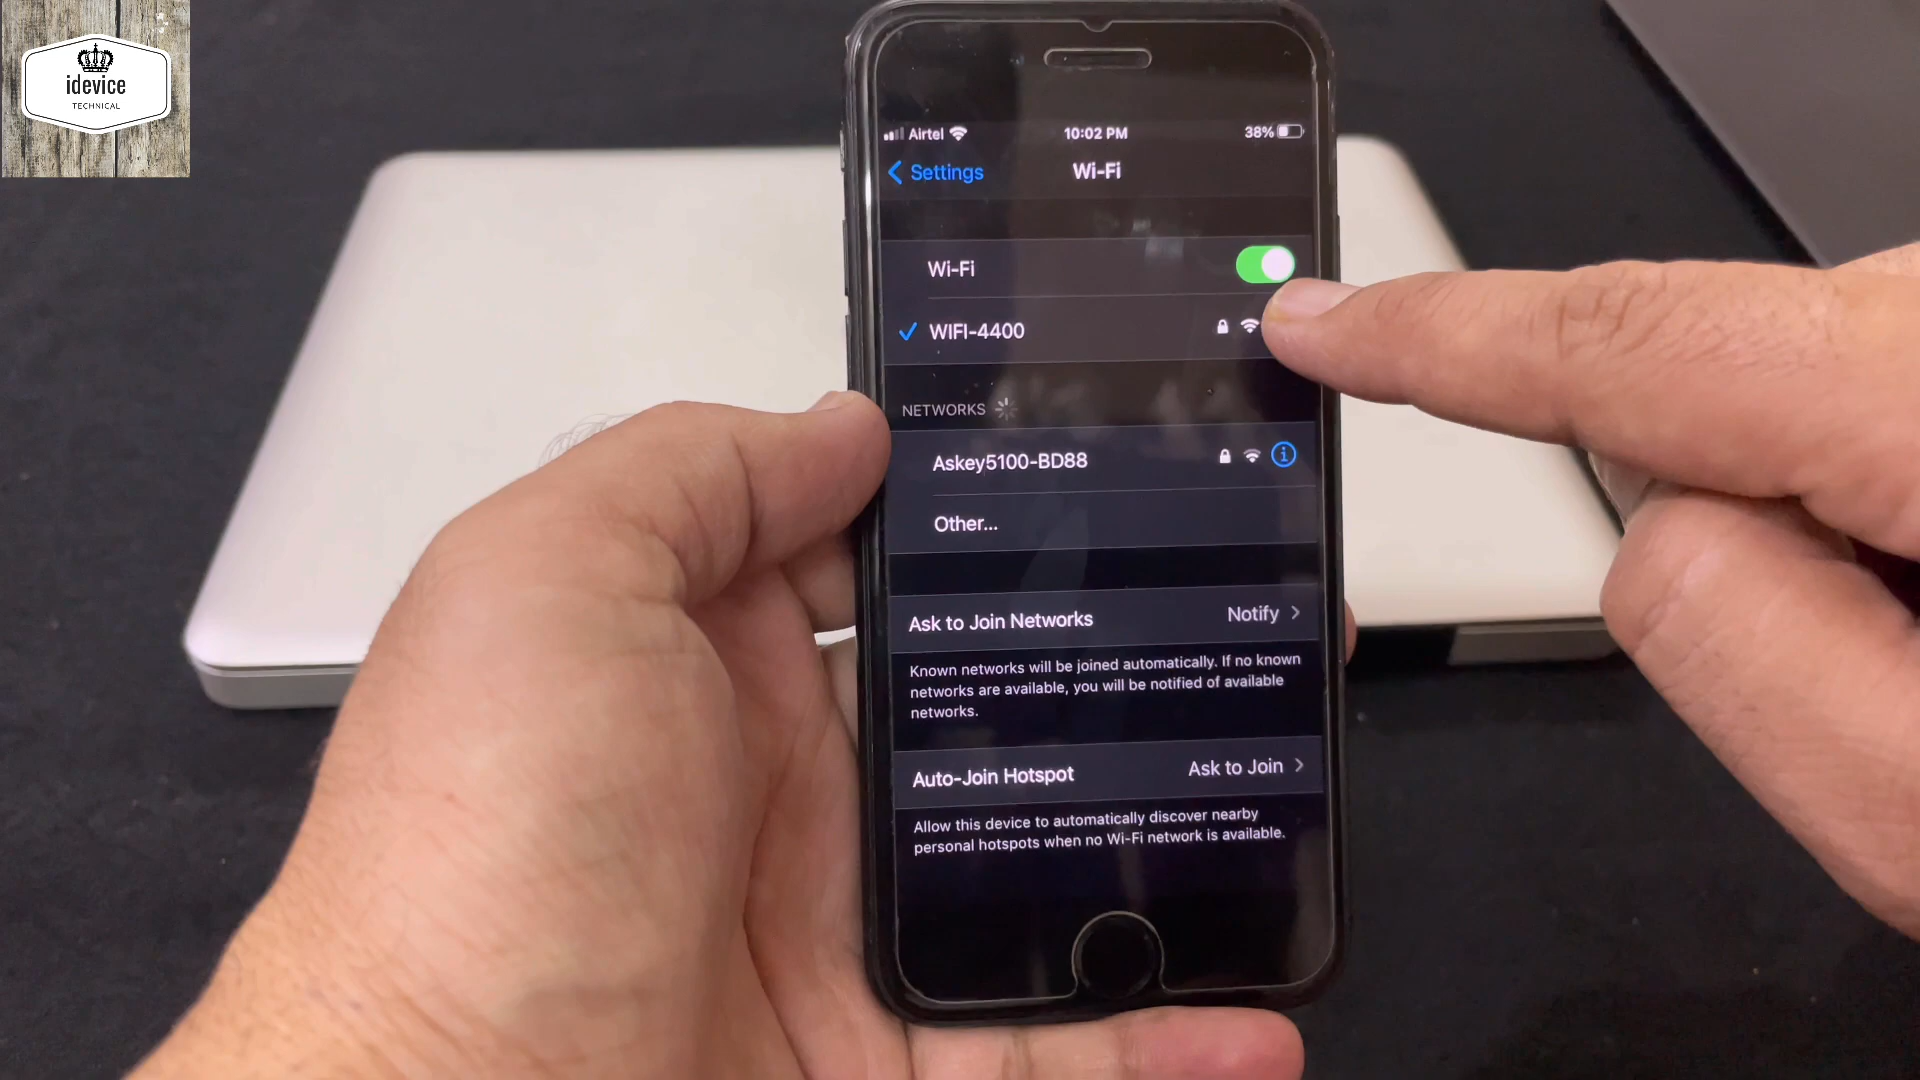 idevice
TECHNICAL
Airtel 10:02 PM 38%
Settings Wi-Fi
Wi-Fi
WIFI-4400
NETWORKS
Askey5100-BD88
Other...
Ask to Join Networks Notify
Known networks will be joined automatically. If no known
networks are available, you will be notified of available
networks.
Auto-Join Hotspot Ask to Join
Allow this device to automatically discover nearby
personal hotspots when no Wi-Fi network is available.